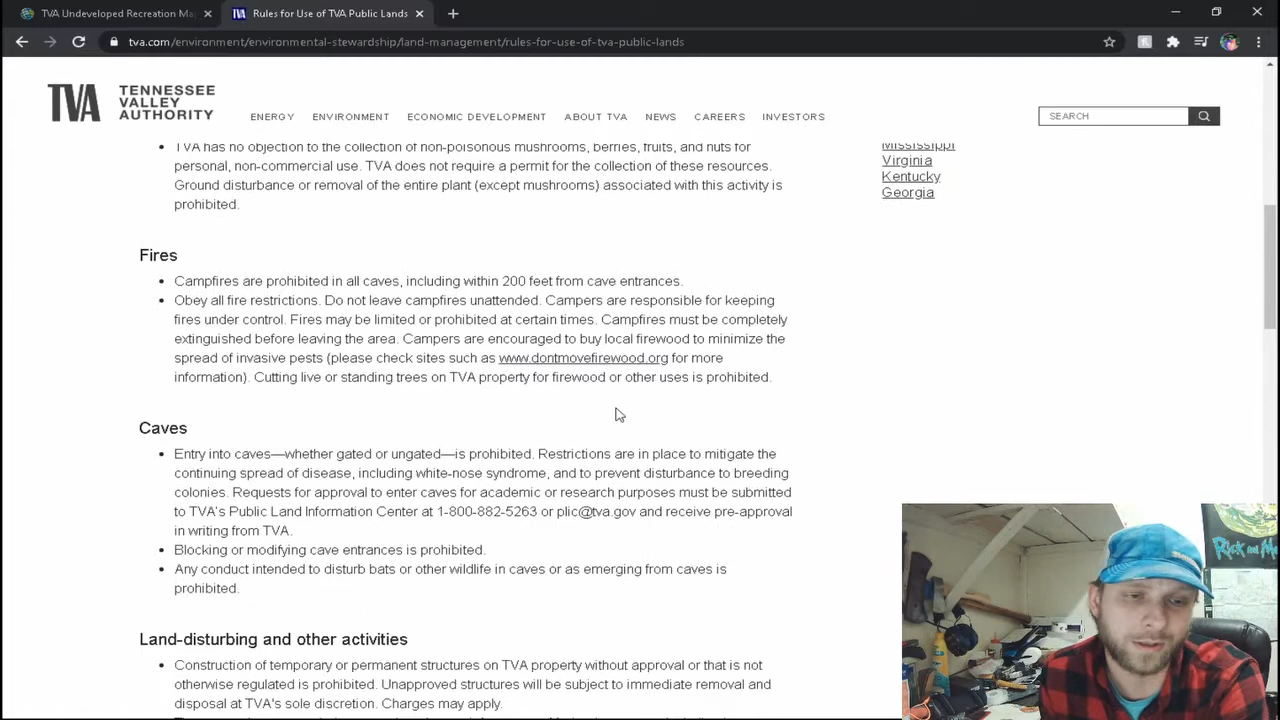 TVA Undeveloped Recreation Ma
Rules for Use of TVA Public Lands
tva.com/environment/environmental-stewardship/land-management/rules-for-use-of-tva-public-lands
TVA
TENNESSEE
VALLEY
AUTHORITY
ENERGY ENVIRONMENT ECONOMIC DEVELOPMENT ABOUT TVA NEWS CAREERS INVESTORS
SEARCH
• TVA has no objection to the collection of non-poisonous mushrooms, berries, fruits, and nuts for
personal, non-commercial use. TVA does not require a permit for the collection of these resources.
Ground disturbance or removal of the entire plant (except mushrooms) associated with this activity is
prohibited.
Mississippi
Virginia
Kentucky
Georgia
Fires
• Campfires are prohibited in all caves, including within 200 feet from cave entrances.
• Obey all fire restrictions. Do not leave campfires unattended. Campers are responsible for keeping
fires under control. Fires may be limited or prohibited at certain times. Campfires must be completely
extinguished before leaving the area. Campers are encouraged to buy local firewood to minimize the
spread of invasive pests (please check sites such as www.dontmovefirewood.org for more
information). Cutting live or standing trees on TVA property for firewood or other uses is prohibited.
Caves
• Entry into caves—whether gated or ungated—is prohibited. Restrictions are in place to mitigate the
continuing spread of disease, including white-nose syndrome, and to prevent disturbance to breeding
colonies. Requests for approval to enter caves for academic or research purposes must be submitted
to TVA's Public Land Information Center at 1-800-882-5263 or plic@tva.gov and receive pre-approval
in writing from TVA.
• Blocking or modifying cave entrances is prohibited.
• Any conduct intended to disturb bats or other wildlife in caves or as emerging from caves is
prohibited.
Land-disturbing and other activities
• Construction of temporary or permanent structures on TVA property without approval or that is not
otherwise regulated is prohibited. Unapproved structures will be subject to immediate removal and
disposal at TVA's sole discretion. Charges may apply.
Rick and Mo